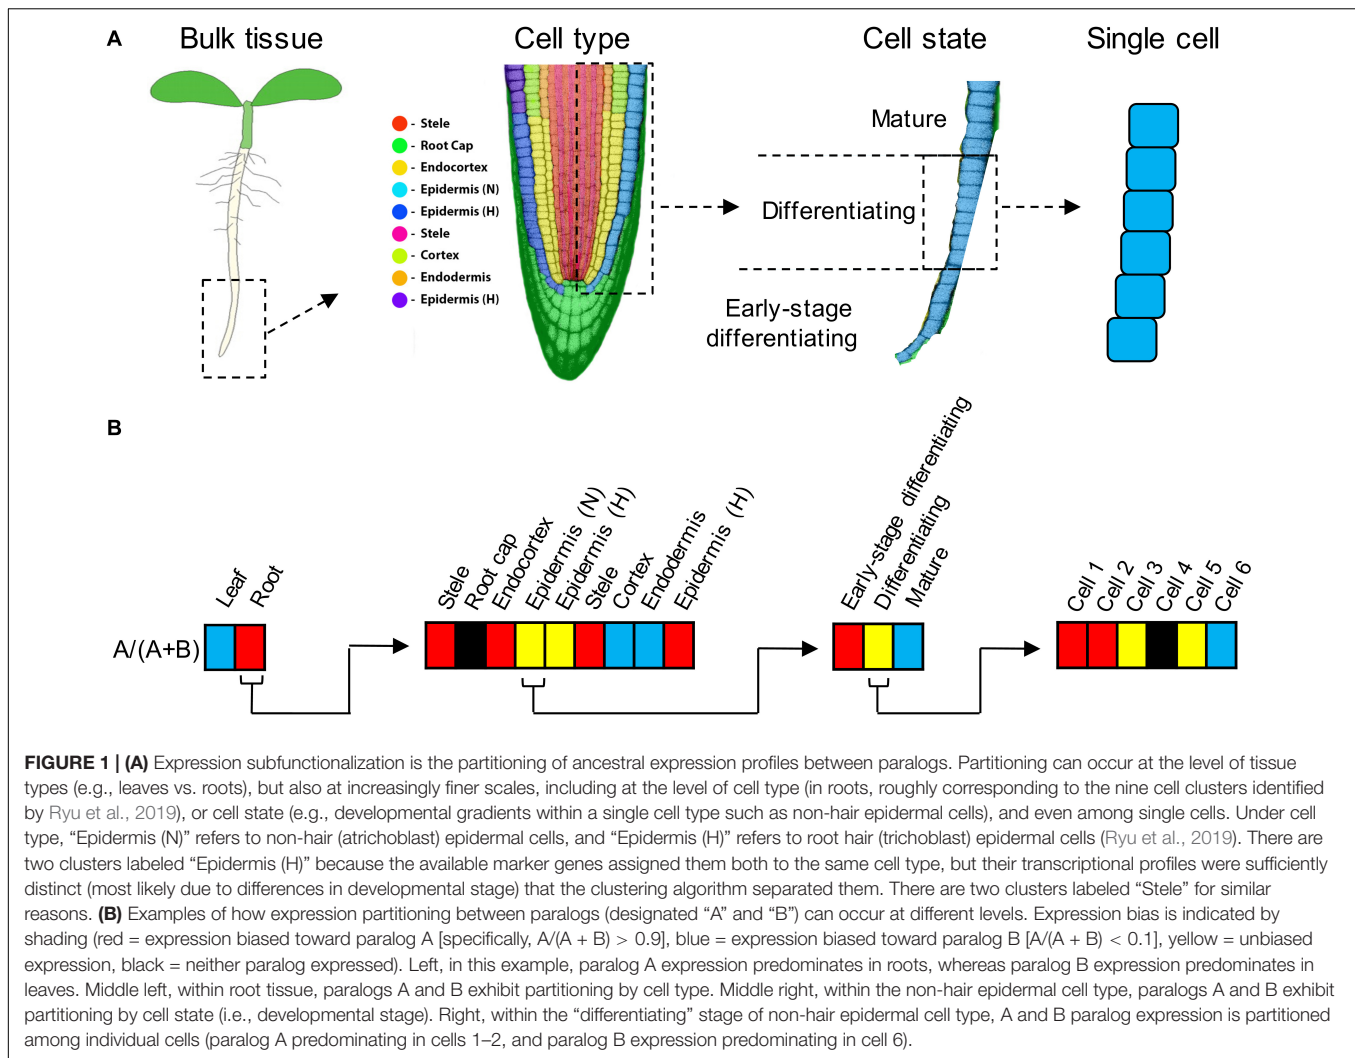 A
Bulk tissue
Cell type
Cell state
Single cell
- Stele
- Root Cap
- Endocortex
- Epidermis (N)
- Epidermis (H)
- Stele
- Cortex
- Endodermis
- Epidermis (H)
Mature
Differentiating
Early-stage
differentiating
B
Leaf
Root
A/(A+B)
Stele
Root cap
Endocortex
Epidermis (N)
Epidermis (H)
Stele
Cortex
Endodermis
Epidermis (H)
Early-stage differentiating
Differentiating
Mature
Cell 1
Cell 2
Cell 3
Cell 4
Cell 5
Cell 6
FIGURE 1 | (A) Expression subfunctionalization is the partitioning of ancestral expression profiles between paralogs. Partitioning can occur at the level of tissue
types (e.g., leaves vs. roots), but also at increasingly finer scales, including at the level of cell type (in roots, roughly corresponding to the nine cell clusters identified
by Ryu et al., 2019), or cell state (e.g., developmental gradients within a single cell type such as non-hair epidermal cells), and even among single cells. Under cell
type, “Epidermis (N)” refers to non-hair (atrichoblast) epidermal cells, and “Epidermis (H)” refers to root hair (trichoblast) epidermal cells (Ryu et al., 2019). There are
two clusters labeled “Epidermis (H)” because the available marker genes assigned them both to the same cell type, but their transcriptional profiles were sufficiently
distinct (most likely due to differences in developmental stage) that the clustering algorithm separated them. There are two clusters labeled “Stele” for similar
reasons. (B) Examples of how expression partitioning between paralogs (designated “A” and “B”) can occur at different levels. Expression bias is indicated by
shading (red = expression biased toward paralog A [specifically, A/(A + B) > 0.9], blue = expression biased toward paralog B [A/(A + B) < 0.1], yellow = unbiased
expression, black = neither paralog expressed). Left, in this example, paralog A expression predominates in roots, whereas paralog B expression predominates in
leaves. Middle left, within root tissue, paralogs A and B exhibit partitioning by cell type. Middle right, within the non-hair epidermal cell type, paralogs A and B exhibit
partitioning by cell state (i.e., developmental stage). Right, within the “differentiating” stage of non-hair epidermal cell type, A and B paralog expression is partitioned
among individual cells (paralog A predominating in cells 1–2, and paralog B expression predominating in cell 6).